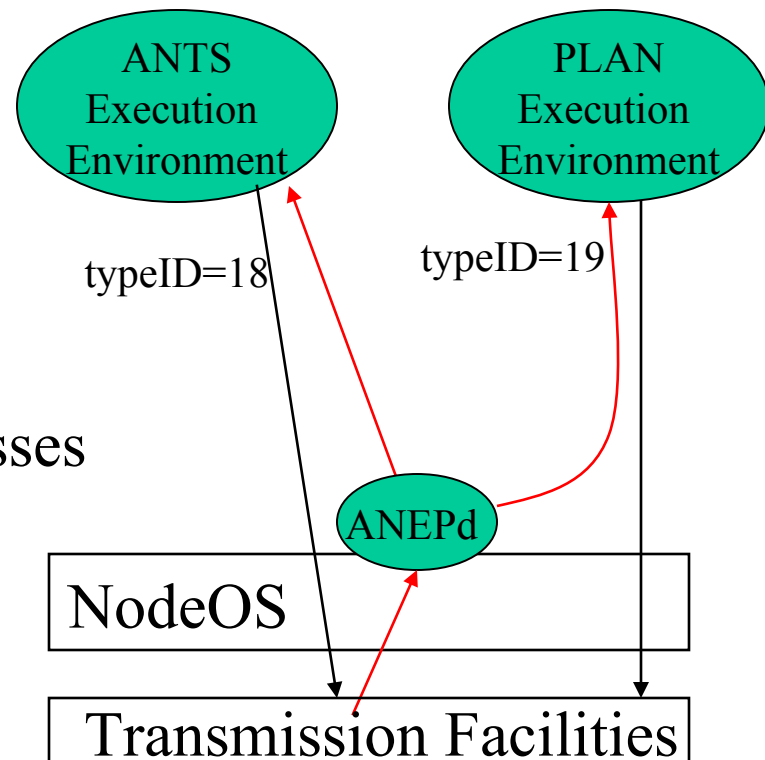 ANTS
Execution
Environment
PLAN
Execution
Environment
typeID=18
typeID=19
sses
ANEPd
NodeOS
Transmission Facilities